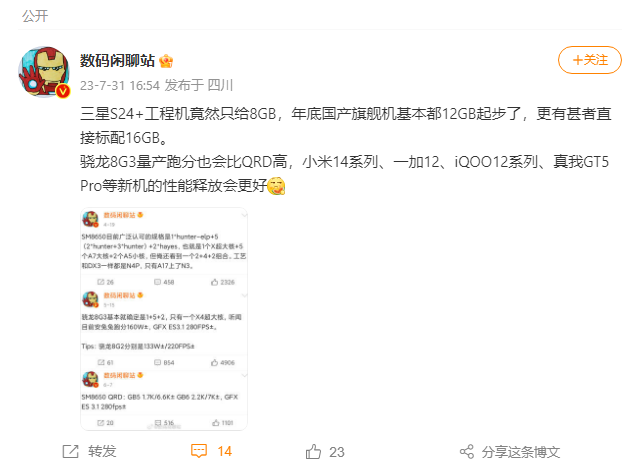 公开
数码闲聊站
+关注
23-7-31 16:54 发布于 四川
三星S24+工程机竟然只给8GB，年底国产旗舰机基本都12GB起步了，更有甚者直
接标配16GB。
骁龙8G3量产跑分也会比QRD高，小米14系列、一加12、iQOO12系列、真我GT5
Pro等新机的性能释放会更好
数码闲聊站
4-15
SM8650目前广泛认可的规格是1*hunter-elp+5
（2*hunter+3*hunter）+2*hayes，也就是1个X超大核+5
个A7大核+2个A5小核，但俺还看到一个2+4+2组合。工艺
和DX3一样都是N4P，只有A17上了N3。
26 458 2326
数码闲聊站
骁龙8G3基本就确定是1+5+2，只有一个X4超大核，听闻
目前安兔兔跑分160W±，GFX ES3.1 280FPS±。
Tips：骁龙8G2分别是133W±/220FPS±
61 854 4906
数码闲聊站
6-7
SM8650 QRD：GB5 1.7K/6.6K± GB6 2.2K/7K±，GFX
ES 3.1 280fps±
20 516 1101
转发 14 23 分享这条博文